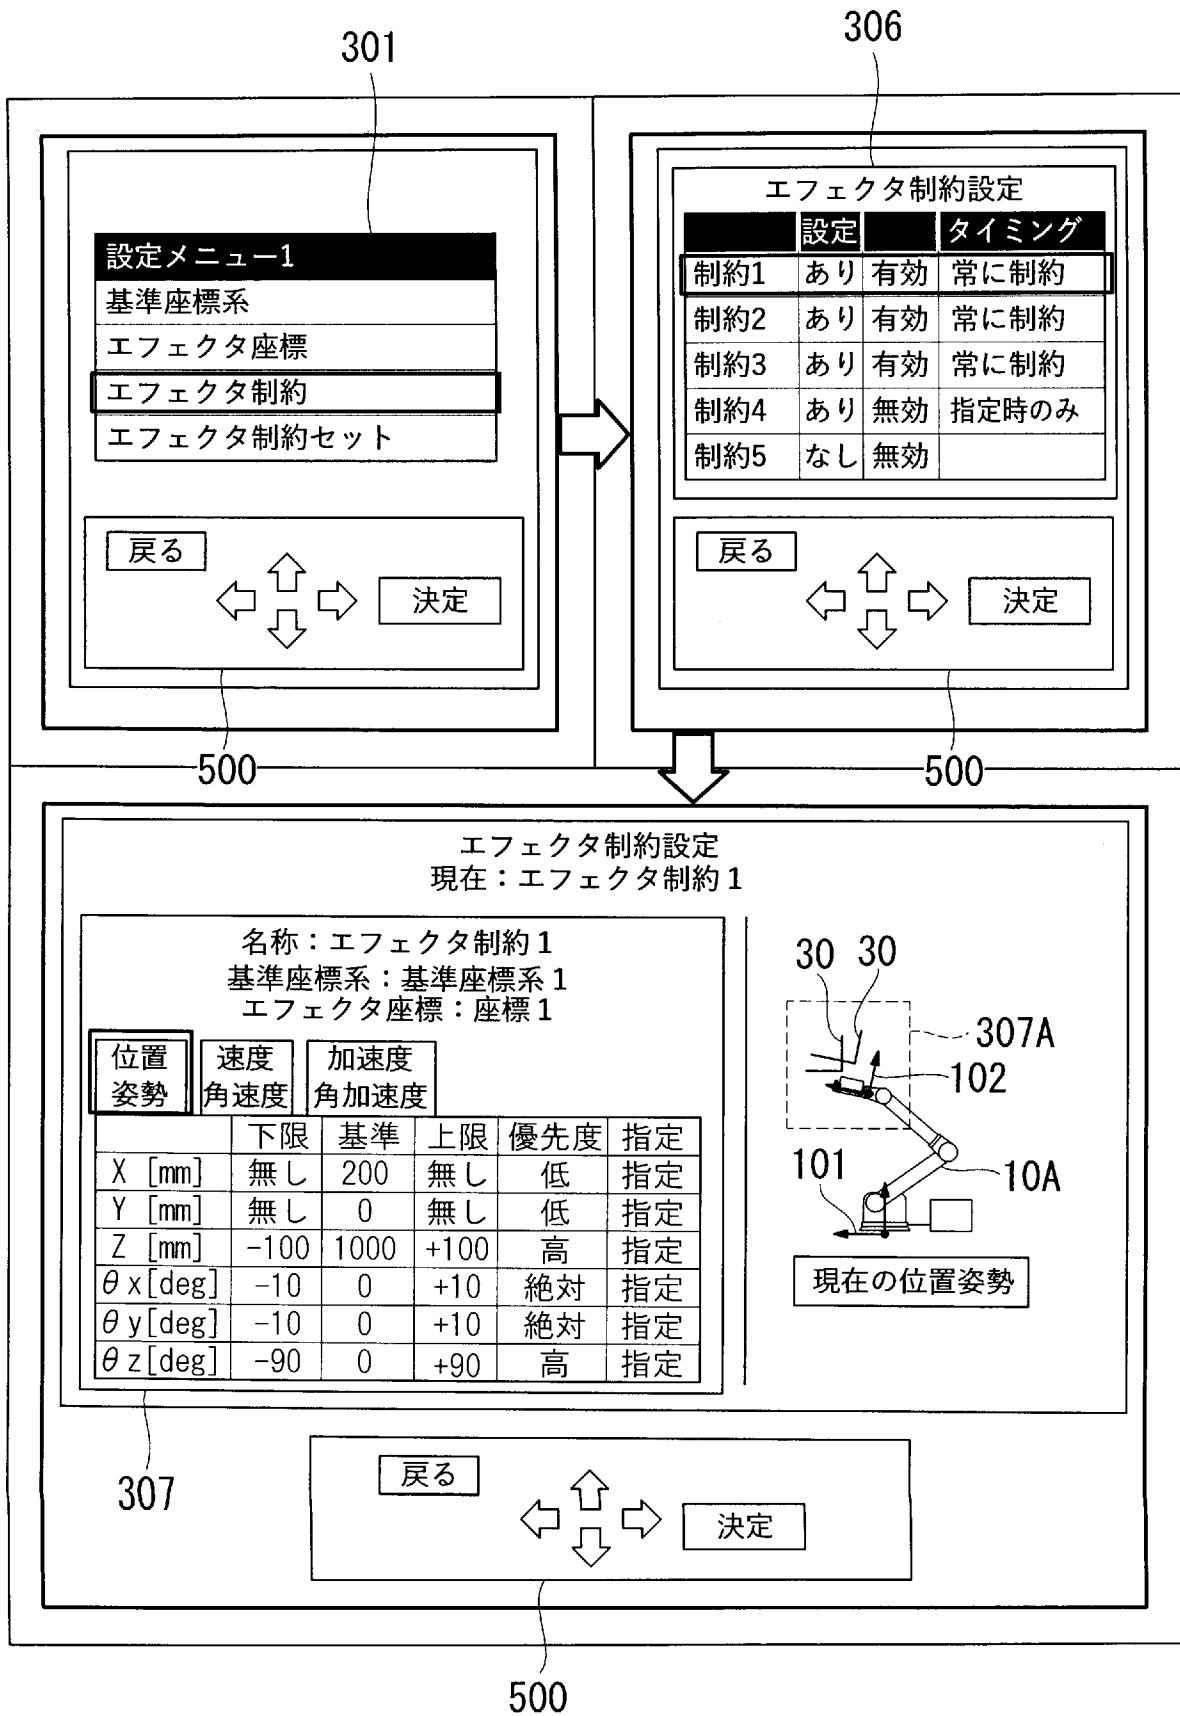 301
306
設定メニュー1
基準座標系
エフェクタ座標
エフェクタ制約
エフェクタ制約セット
戻る
決定
500
エフェクタ制約設定
設定 タイミング
制約1 あり 有効 常に制約
制約2 あり 有効 常に制約
制約3 あり 有効 常に制約
制約4 あり 無効 指定時のみ
制約5 なし 無効
戻る
決定
500
エフェクタ制約設定
現在：エフェクタ制約1
名称：エフェクタ制約1
基準座標系：基準座標系1
エフェクタ座標：座標1
位置
姿勢
速度
角速度
加速度
角加速度
下限 基準 上限 優先度 指定
X [mm] 無し 200 無し 低 指定
Y [mm] 無し 0 無し 低 指定
Z [mm] -100 1000 +100 高 指定
θx[deg] -10 0 +10 絶対 指定
θy[deg] -10 0 +10 絶対 指定
θz[deg] -90 0 +90 高 指定
307
30 30
307A
102
101
10A
現在の位置姿勢
戻る
決定
500